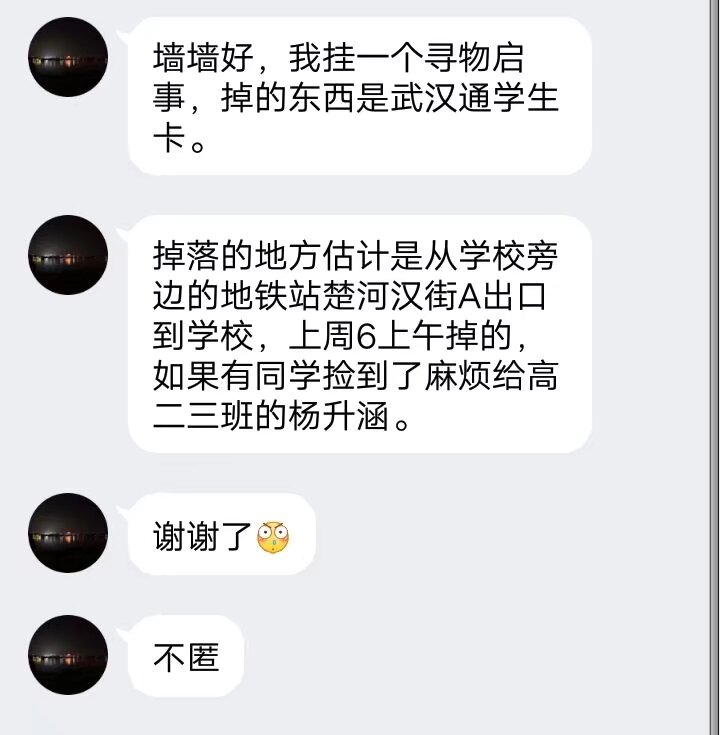 墙墙好，我挂一个寻物启
事，掉的东西是武汉通学生
卡。
掉落的地方估计是从学校旁
边的地铁站楚河汉街A出口
到学校，上周6上午掉的，
如果有同学捡到了麻烦给高
二三班的杨升涵。
谢谢了
不匿